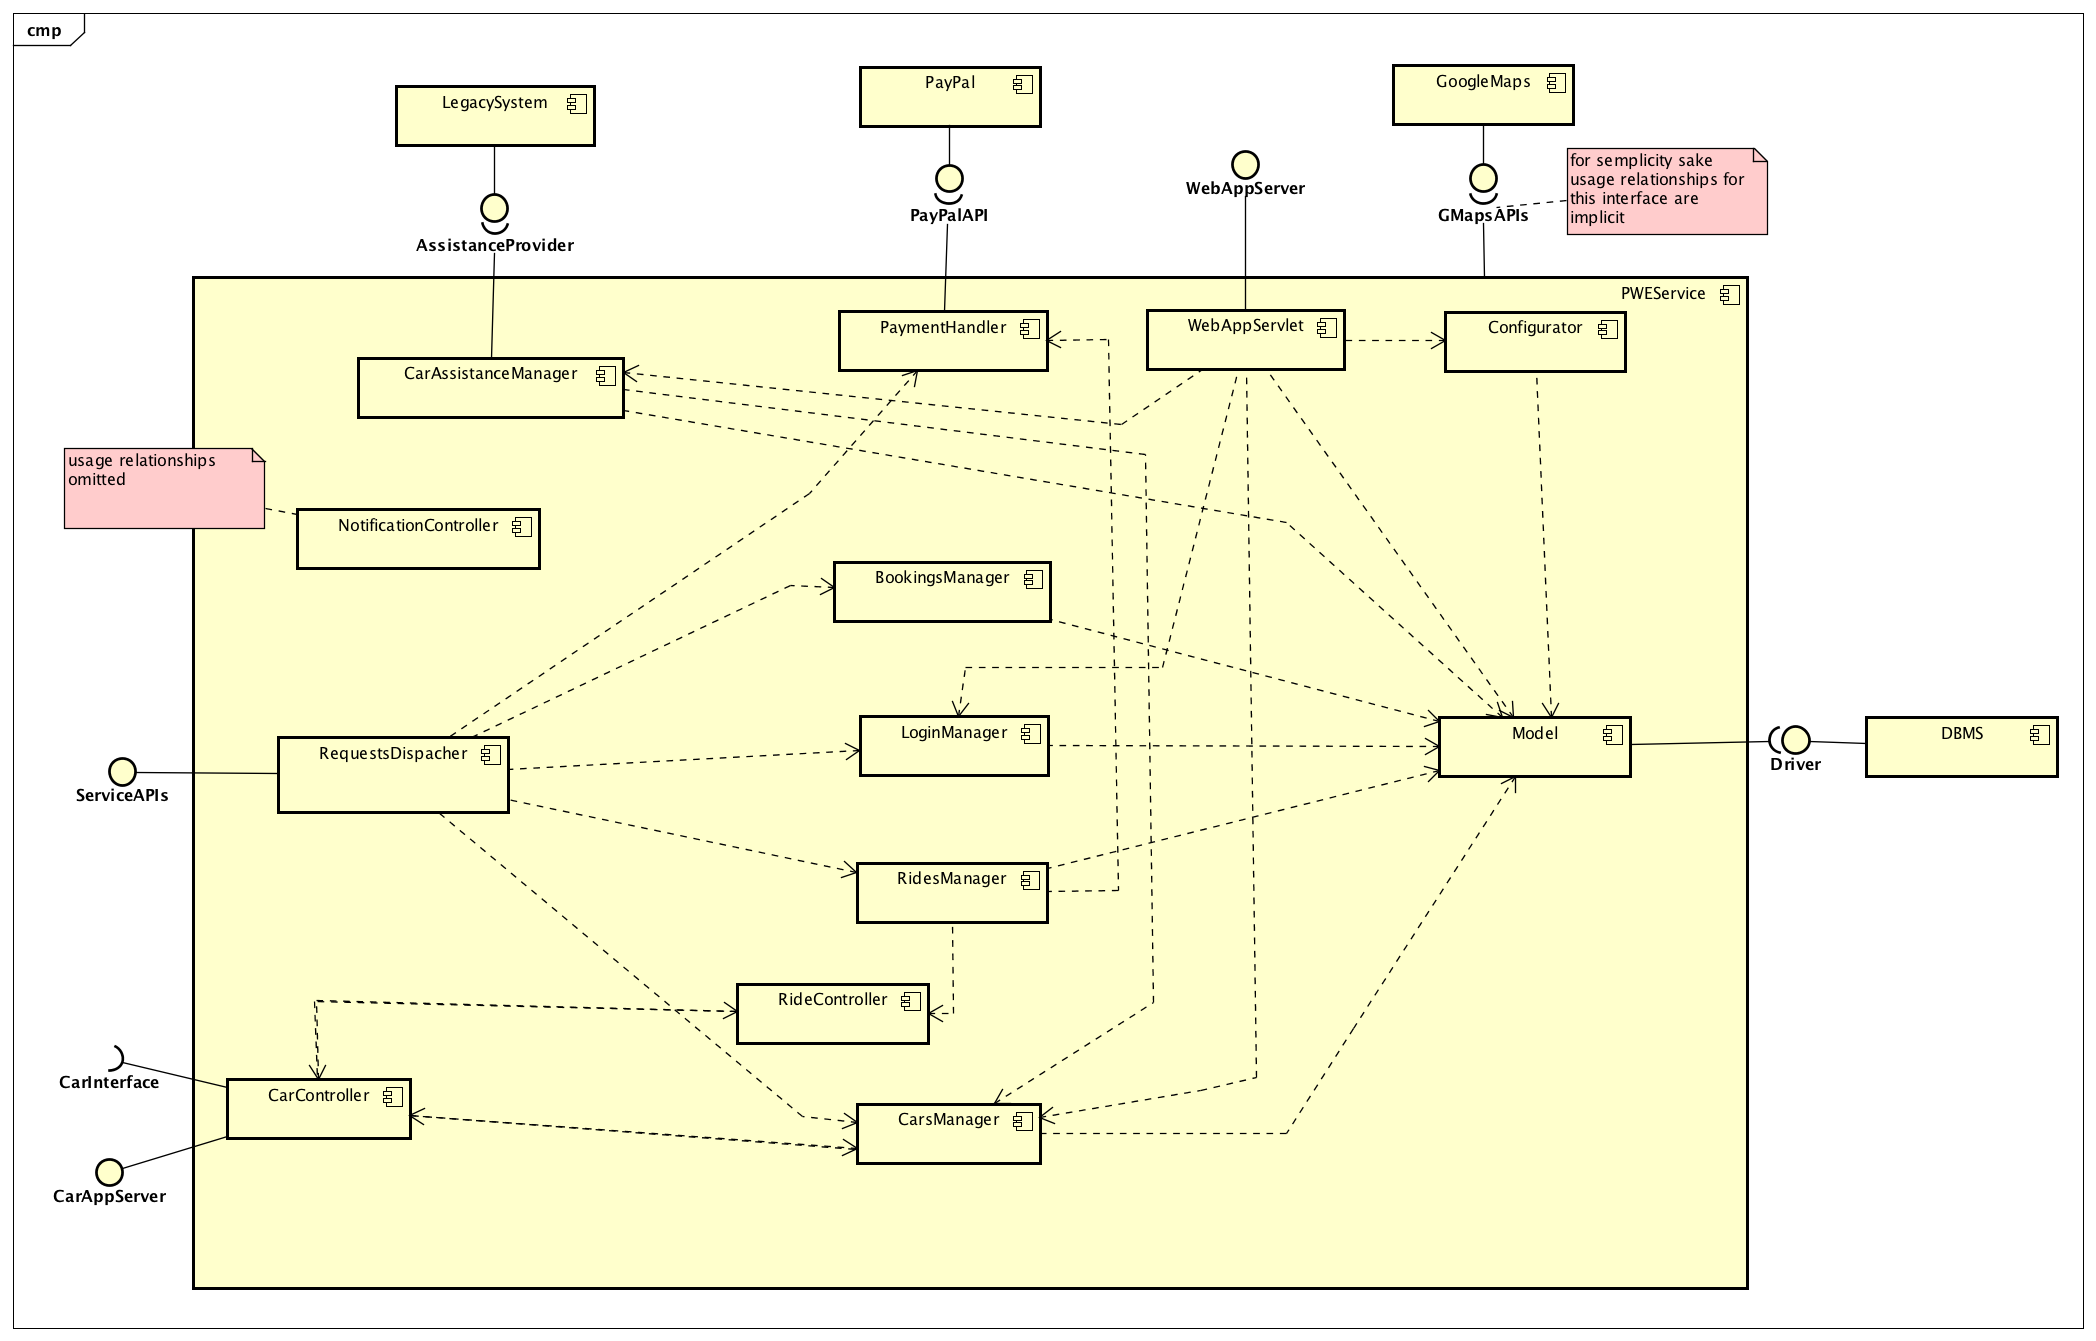 cmp
LegacySystem
PayPal
GoogleMaps
for semplicity sake
usage relationships for
this interface are
implicit
WebAppServer
PayPalAPI
GMapsAPIs
AssistanceProvider
PWEService
PaymentHandler
WebAppServlet
Configurator
CarAssistanceManager
usage relationships
omitted
NotificationController
BookingsManager
RequestsDispacher
LoginManager
Model
DBMS
Driver
ServiceAPIs
RidesManager
RideController
CarInterface
CarController
CarsManager
CarAppServer